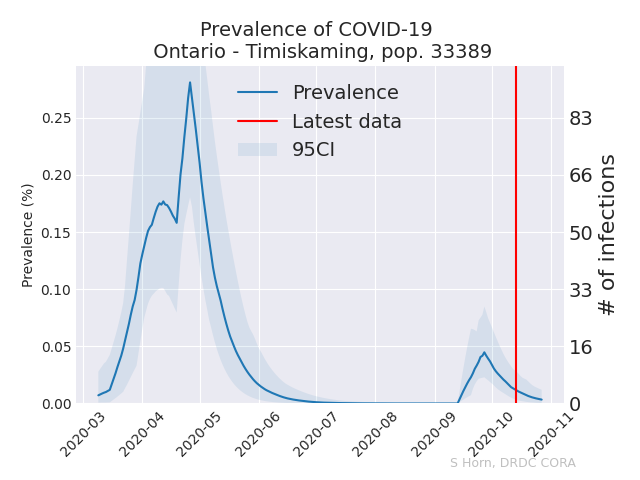 Prevalence of COVID-19
Ontario - Timiskaming, pop. 33389
Prevalence
Latest data
95CI
Prevalence (%)
0.25
0.20
0.15
0.10
0.05
0.00
83
66
50
33
16
0
# of infections
2020-03
2020-04
2020-05
2020-06
2020-07
2020-08
2020-09
2020-10
2020-11
S Horn, DRDC CORA